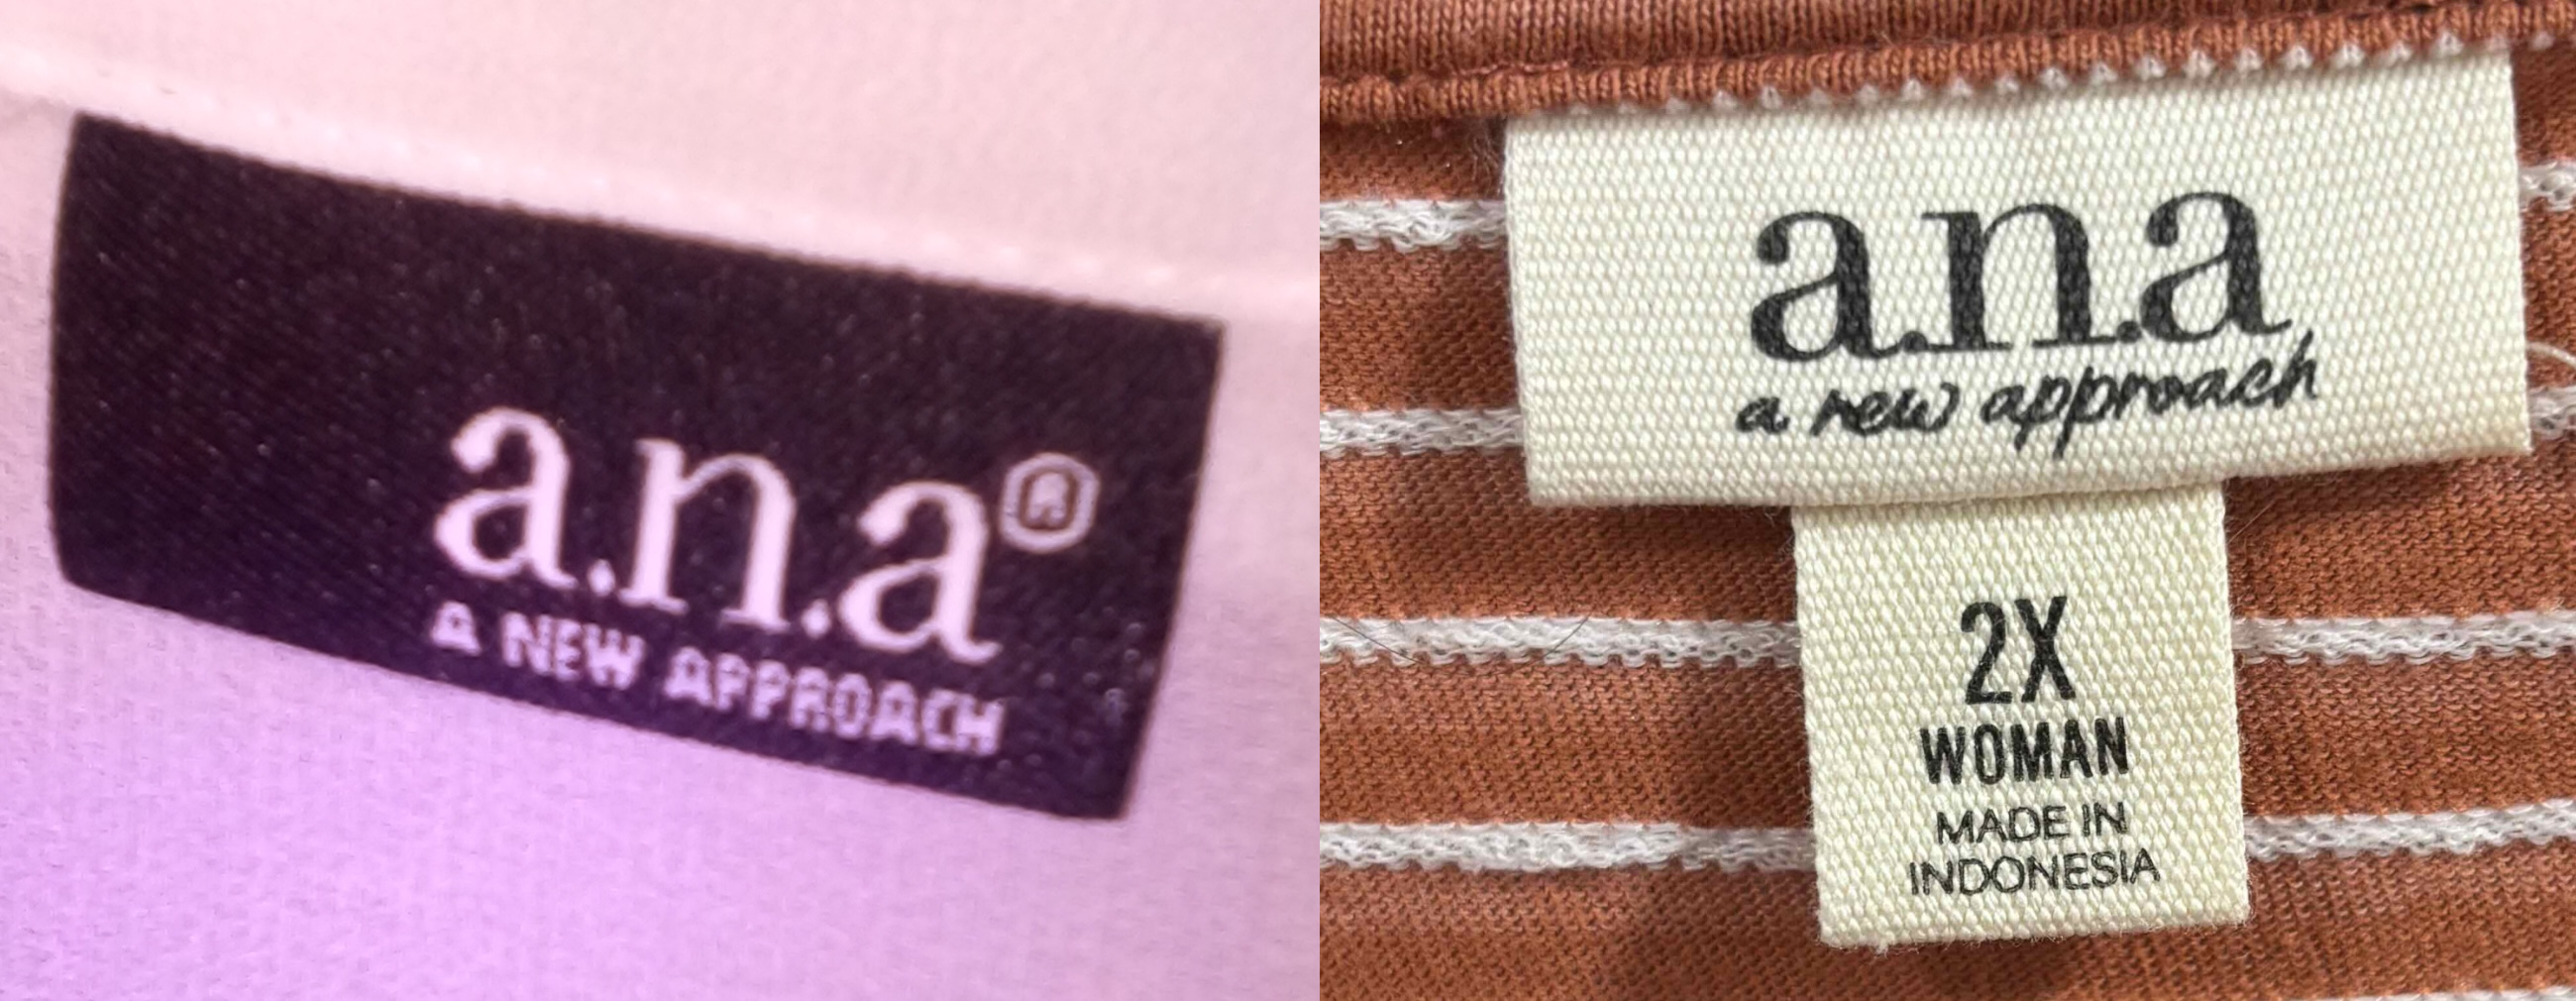 a.n.a®
A NEW APPROACH
a.n.a
a new approach
2X
WOMAN
MADE IN
INDONESIA